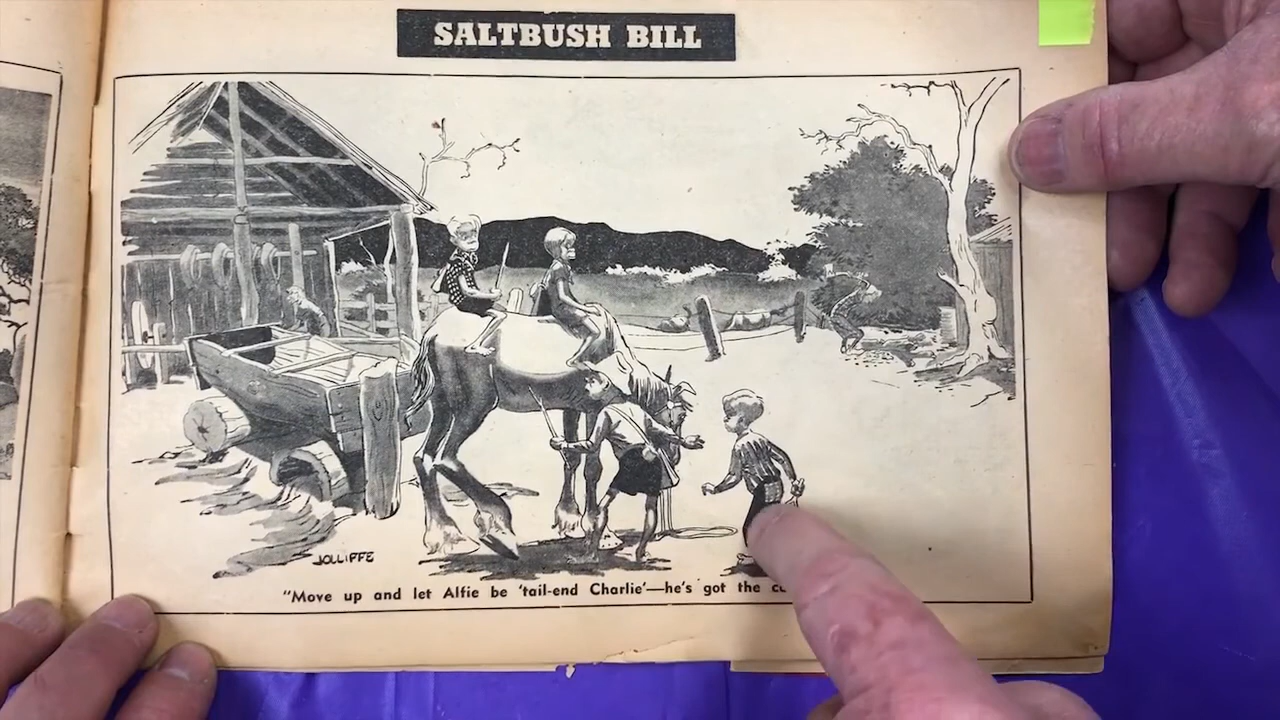 SALTBUSH BILL
JOLLIFFE
"Move up and let Alfie be 'tail-end Charlie'—he's got the